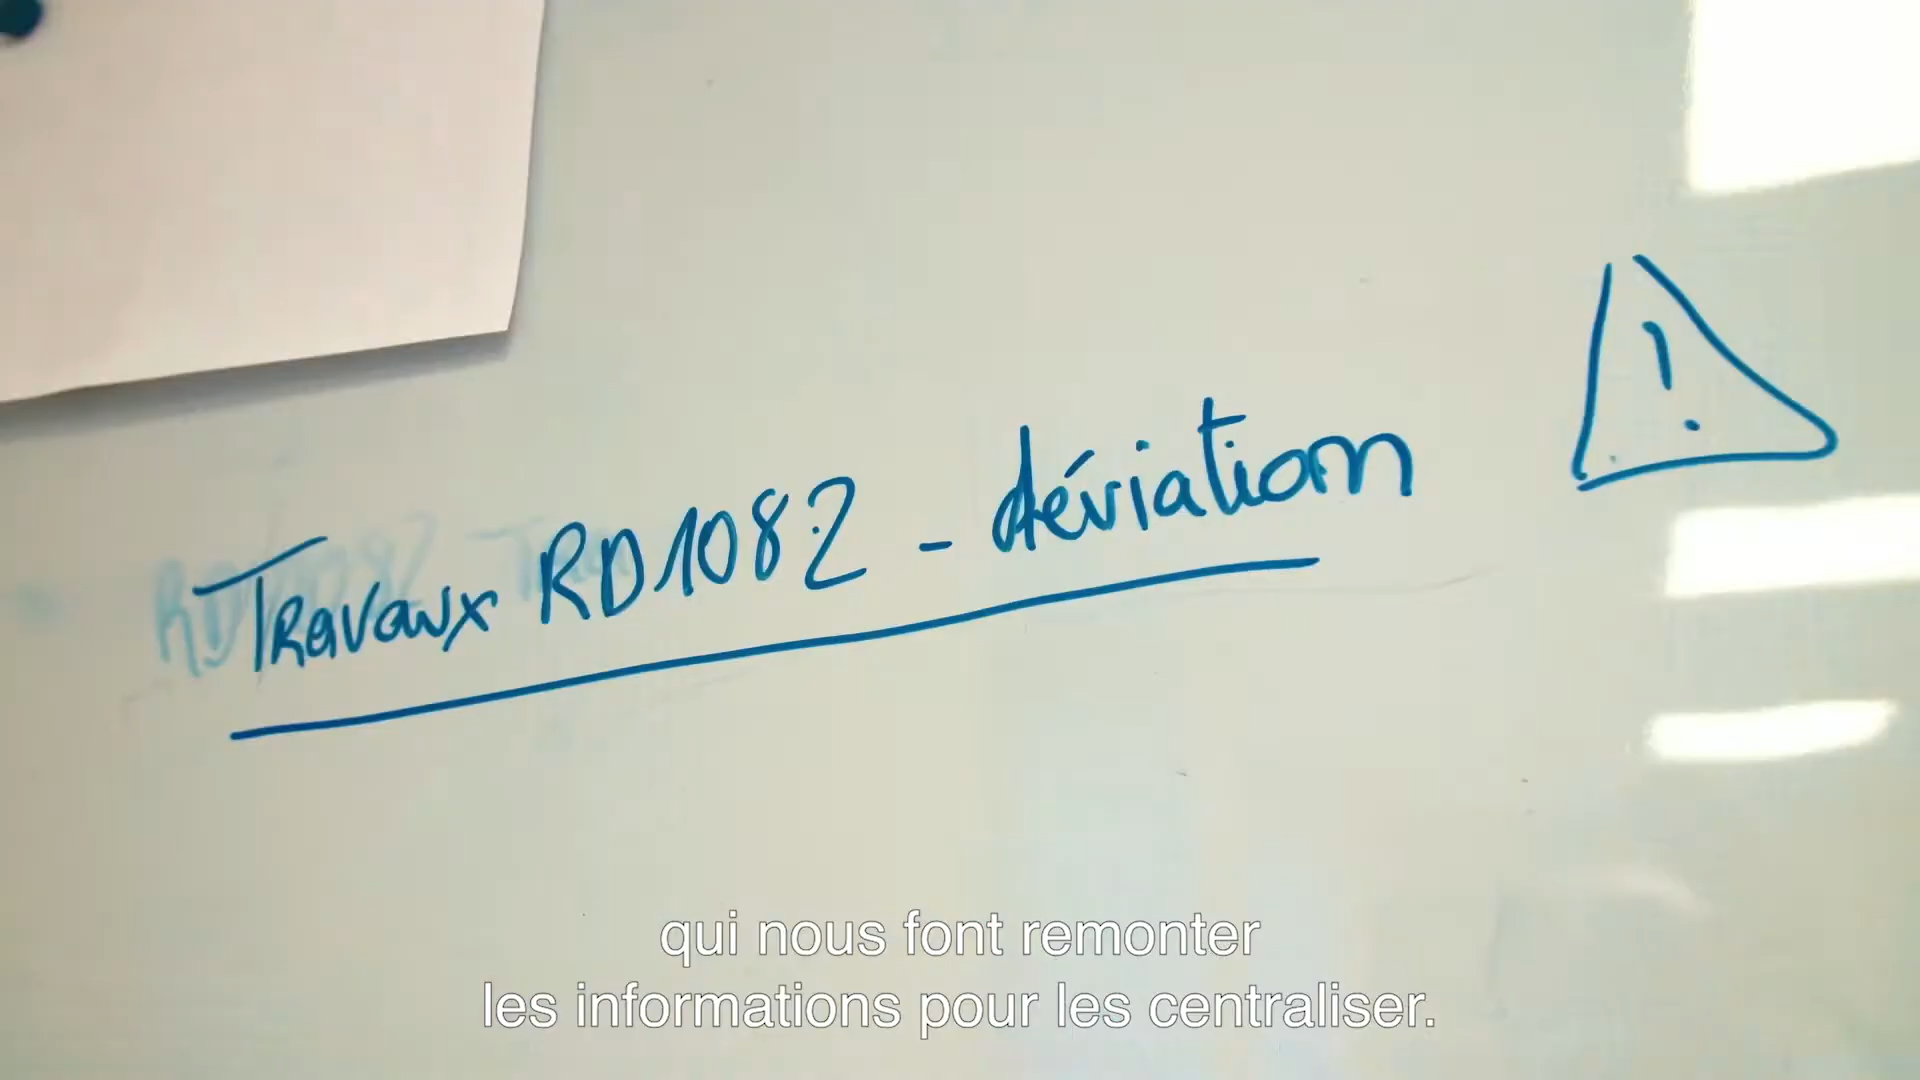 Travaux RD1082 - déviation
!
qui nous font remonter
les informations pour les centraliser.